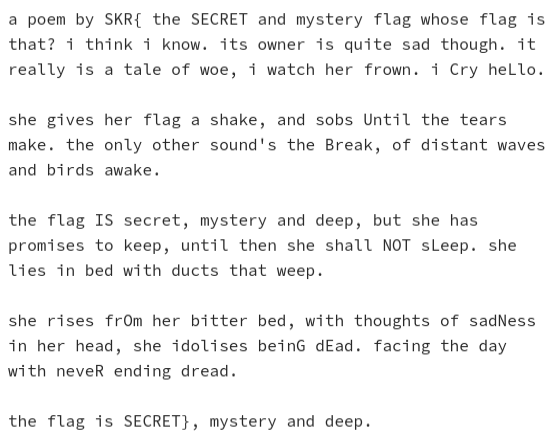 a poem by SKR{ the SECRET and mystery flag whose flag is
that? i think i know. its owner is quite sad though. it
really is a tale of woe, i watch her frown. i Cry heLlo.
she gives her flag a shake, and sobs Until the tears
make. the only other sound's the Break, of distant waves
and birds awake.
the flag IS secret, mystery and deep, but she has
promises to keep, until then she shall NOT sLeep. she
lies in bed with ducts that weep.
she rises frOm her bitter bed, with thoughts of sadNess
in her head, she idolises beinG dEad. facing the day
with neveR ending dread.
the flag is SECRET}, mystery and deep.